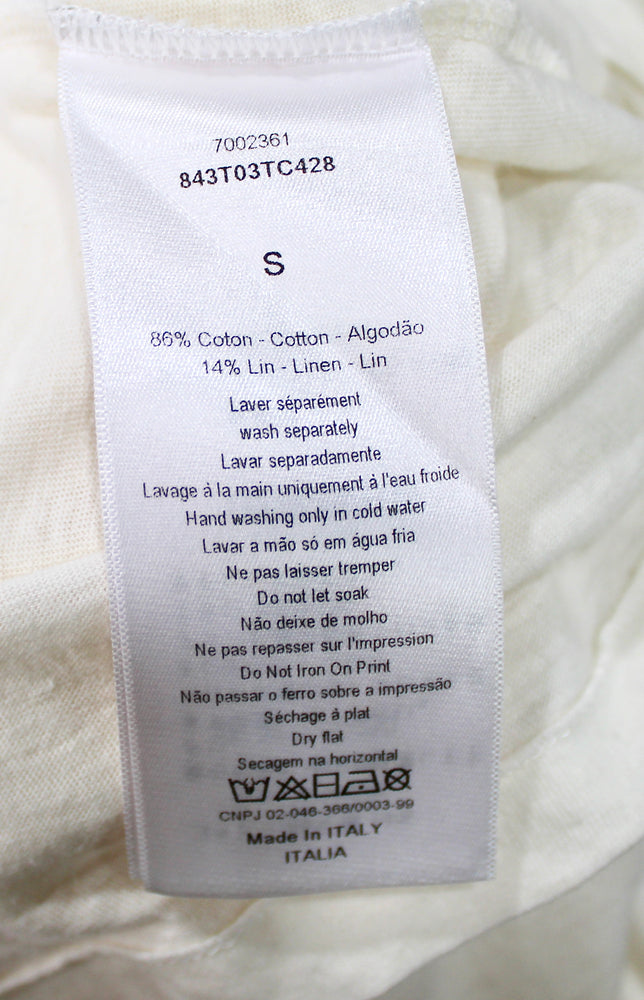 7002361
843T03TC428
S
86% Coton - Cotton - Algodão
14% Lin - Linen - Lin
Laver séparément
wash separately
Lavar separadamente
Lavage à la main uniquement à l'eau froide
Hand washing only in cold water
Lavar a mão só em água fria
Ne pas laisser tremper
Do not let soak
Não deixe de molho
Ne pas repasser sur l'impression
Do Not Iron On Print
Não passar o ferro sobre a impressão
Séchage à plat
Dry flat
Secagem na horizontal
CNPJ 02-046-366/0003-99
Made In ITALY
ITALIA